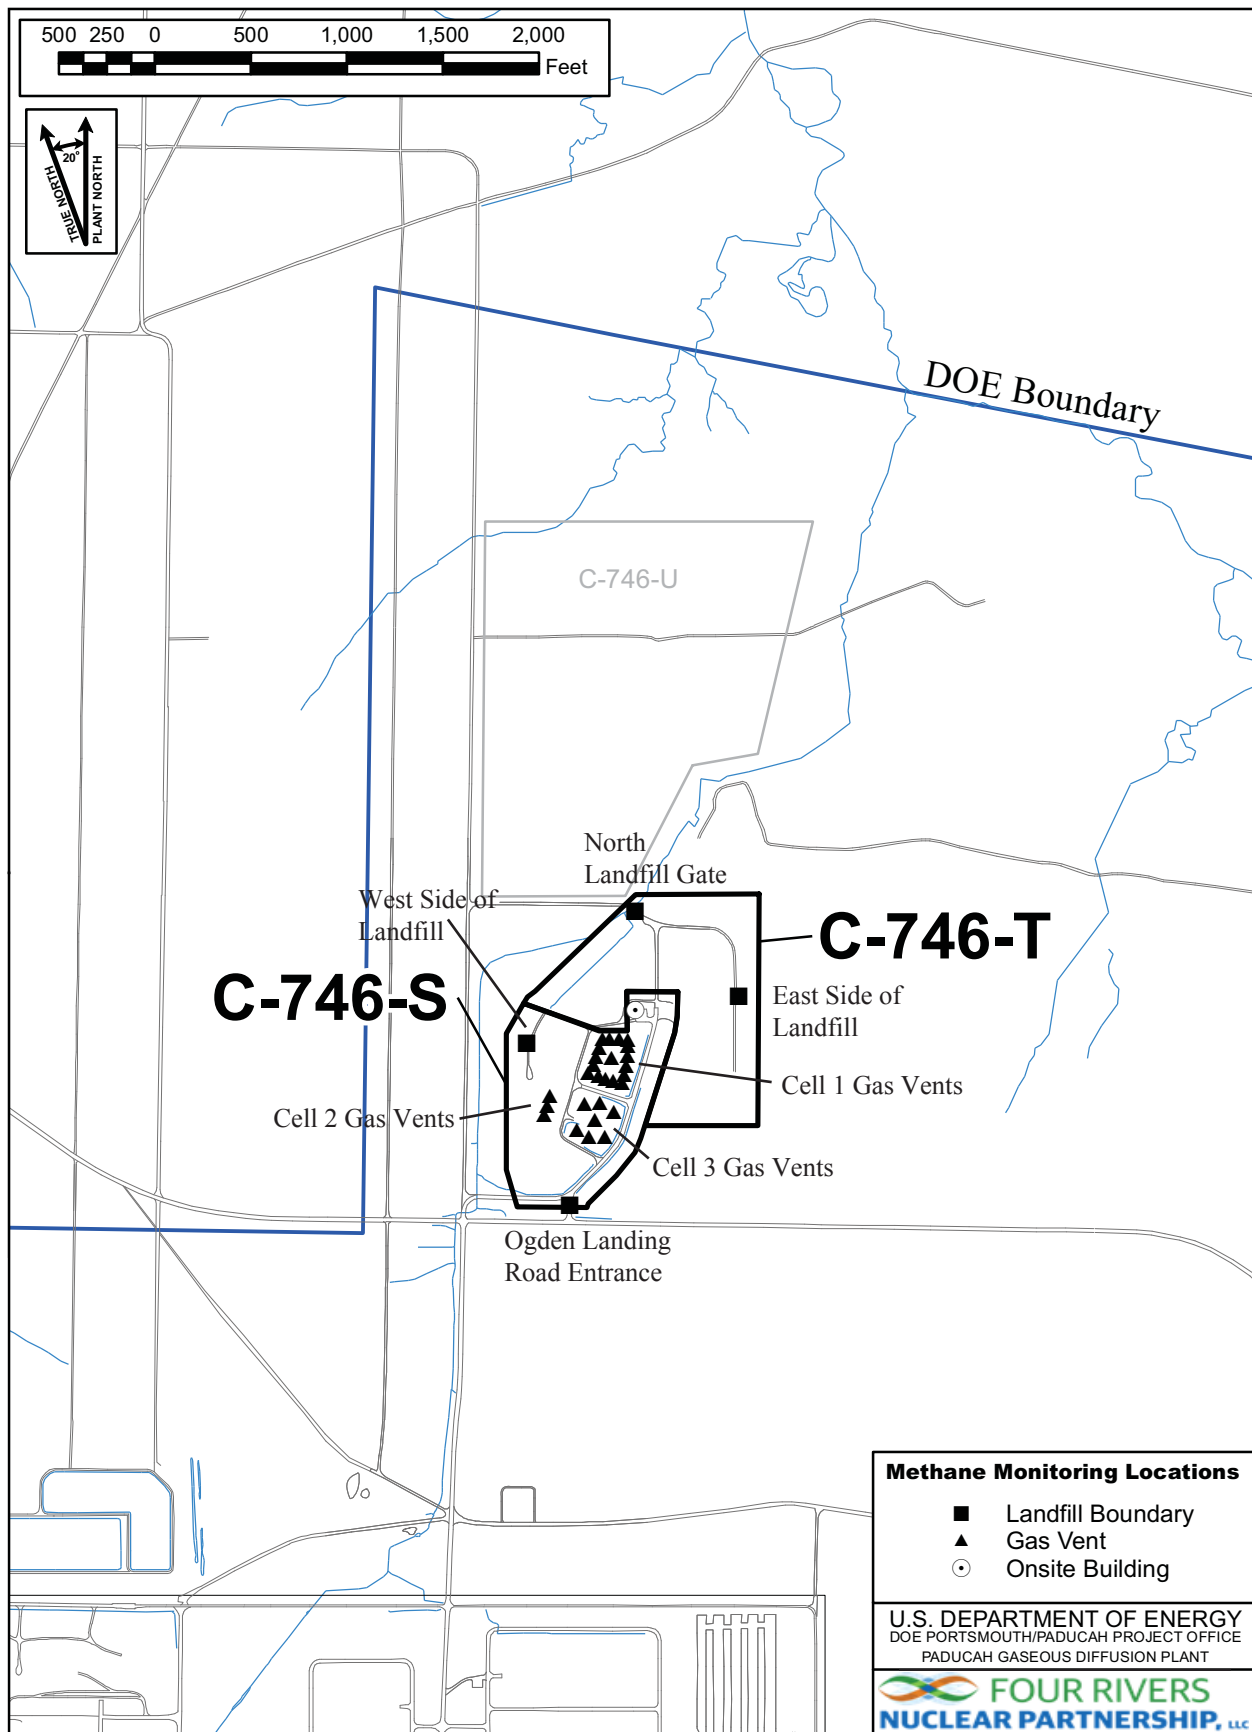 500 250 0 500 1,000 1,500 2,000
Feet
20°
TRUE NORTH
PLANT NORTH
DOE Boundary
C-746-U
North
Landfill Gate
West Side of
Landfill
C-746-T
C-746-S
East Side of
Landfill
Cell 1 Gas Vents
Cell 2 Gas Vents
Cell 3 Gas Vents
Ogden Landing
Road Entrance
Methane Monitoring Locations
Landfill Boundary
Gas Vent
Onsite Building
U.S. DEPARTMENT OF ENERGY
DOE PORTSMOUTH/PADUCAH PROJECT OFFICE
PADUCAH GASEOUS DIFFUSION PLANT
FOUR RIVERS
NUCLEAR PARTNERSHIP, LLC